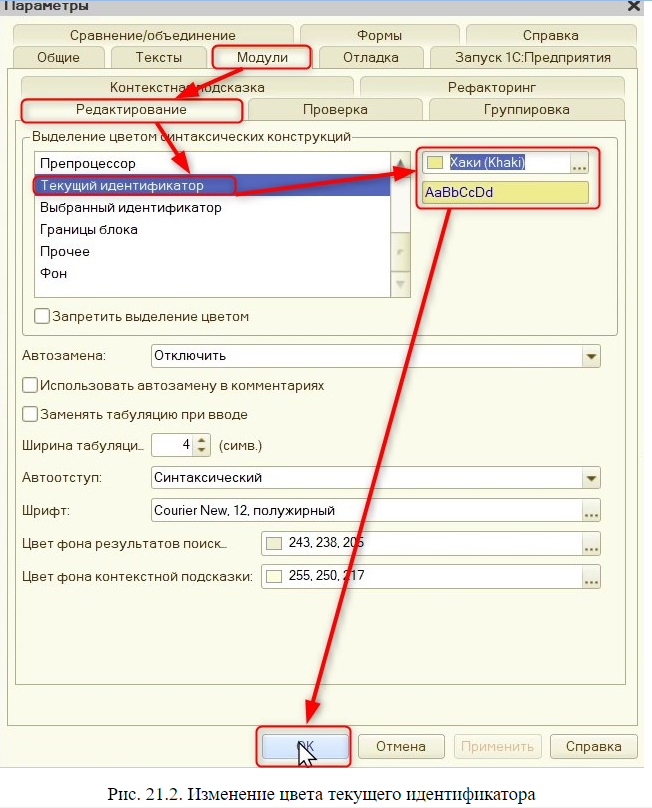 Параметры
Сравнение/объединение Формы Справка
Общие Тексты Модули Отладка Запуск 1С:Предприятия
Контекстная подсказка Рефакторинг
Редактирование Проверка Группировка
Выделение цветом синтаксических конструкций
Препроцессор
Текущий идентификатор
Выбранный идентификатор
Границы блока
Прочее
Фон
Хаки (Khaki) ...
AaBbCcDd
Запретить выделение цветом
Автозамена: Отключить
Использовать автозамену в комментариях
Заменять табуляцию при вводе
Ширина табуляци... 4 (симв.)
Автоотступ: Синтаксический
Шрифт: Courier New, 12, полужирный ...
Цвет фона результатов поиск... 243, 238, 205 ...
Цвет фона контекстной подсказки: 255, 250, 217 ...
OK Отмена Применить Справка
Рис. 21.2. Изменение цвета текущего идентификатора